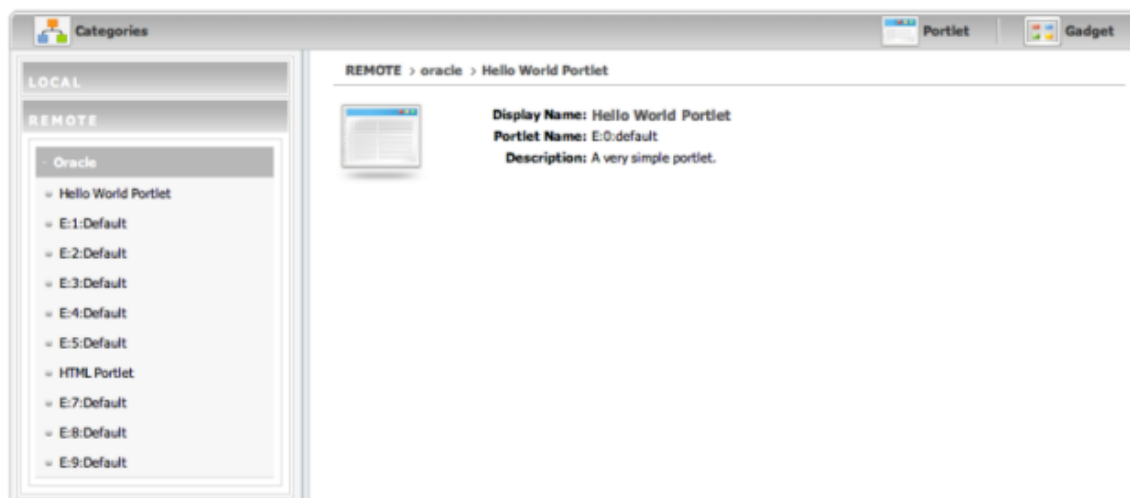 Categories
Portlet
Gadget
LOCAL
REMOTE
Oracle
Hello World Portlet
E:1:Default
E:2:Default
E:3:Default
E:4:Default
E:5:Default
HTML Portlet
E:7:Default
E:8:Default
E:9:Default
REMOTE > oracle > Hello World Portlet
Display Name: Hello World Portlet
Portlet Name: E:0:default
Description: A very simple portlet.